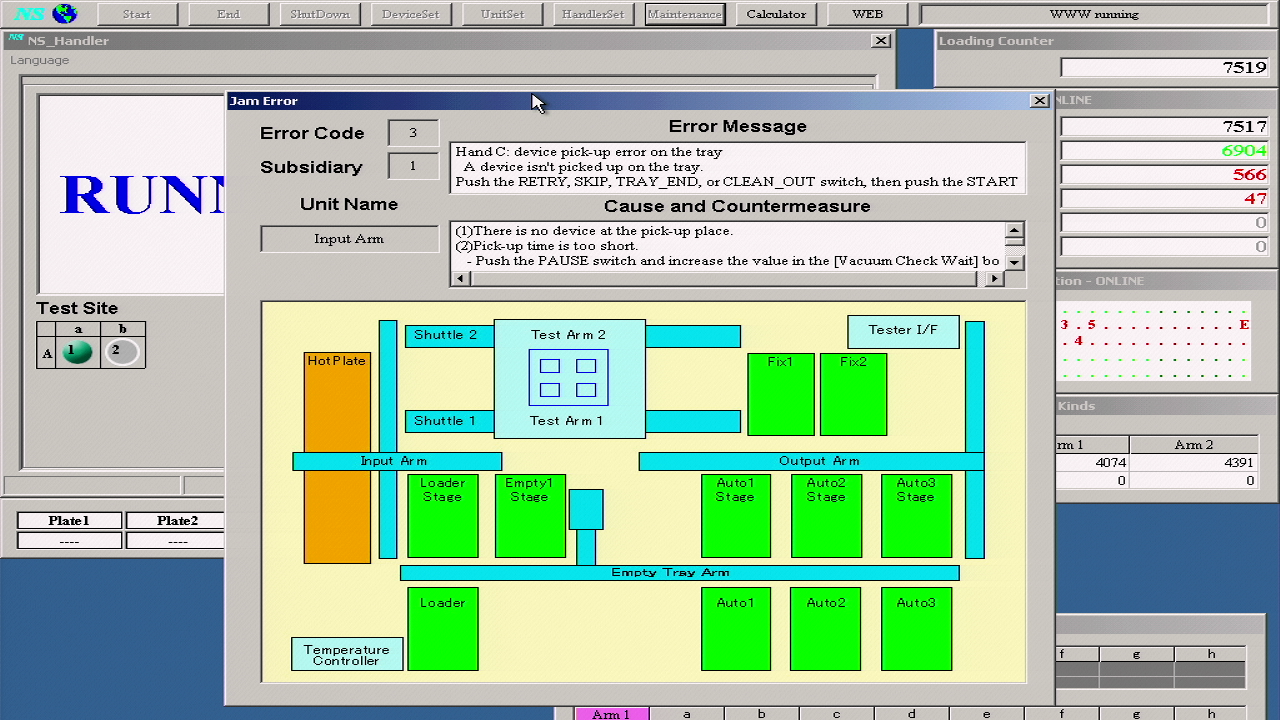 NS Start End ShutDown DeviceSet UnitSet HandlerSet Maintenance Calculator WEB WWW running
NS NS_Handler
Language
Loading Counter
7519
NLINE
7517
6904
566
47
0
0
tion - ONLINE
3 . 5 . . . . . . . . . . . . E
. 4 . . . . . . . . . . . . .
Kinds
rm 1 Arm 2
4074 4391
0 0
RUNN
Test Site
a b
A 1 2
Plate1 Plate2
---- ----
Jam Error
Error Code 3
Subsidiary 1
Unit Name
Input Arm
Error Message
Hand C: device pick-up error on the tray
A device isn't picked up on the tray.
Push the RETRY, SKIP, TRAY_END, or CLEAN_OUT switch, then push the START
Cause and Countermeasure
(1)There is no device at the pick-up place.
(2)Pick-up time is too short.
- Push the PAUSE switch and increase the value in the [Vacuum Check Wait] bo
Shuttle 2 Test Arm 2 Tester I/F
HotPlate Fix1 Fix2
Shuttle 1 Test Arm 1
Input Arm Output Arm
Loader Stage
Empty1 Stage
Auto1 Stage
Auto2 Stage
Auto3 Stage
Empty Tray Arm
Loader Auto1 Auto2 Auto3
Temperature
Controller
f g h
Arm 1 a b c d e f g h